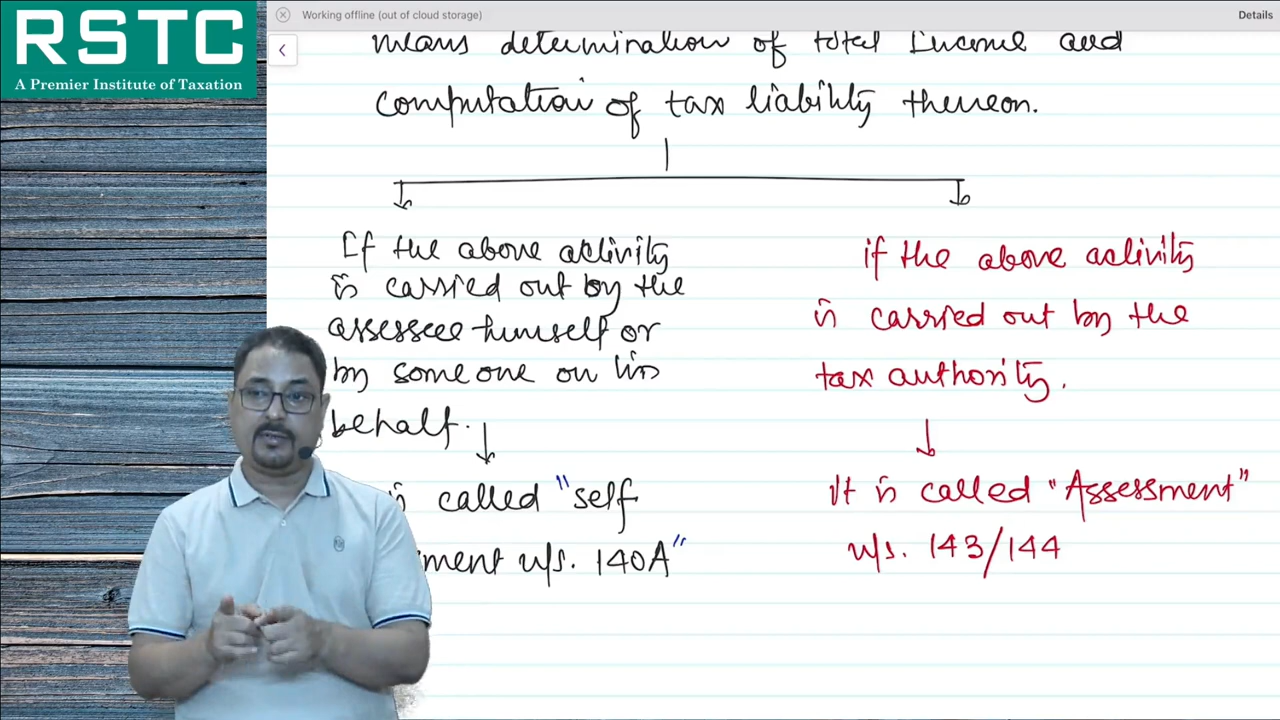 RSTC
A Premier Institute of Taxation
Working offline (out of cloud storage)
Details
means determination of total Income and
computation of tax liability thereon.
If the above activity
is carried out by the
assessee himself or
by someone on his
behalf.
is called "self
ment u/s. 140A"
if the above activity
is carried out by the
tax authority.
It is called "Assessment"
u/s. 143/144